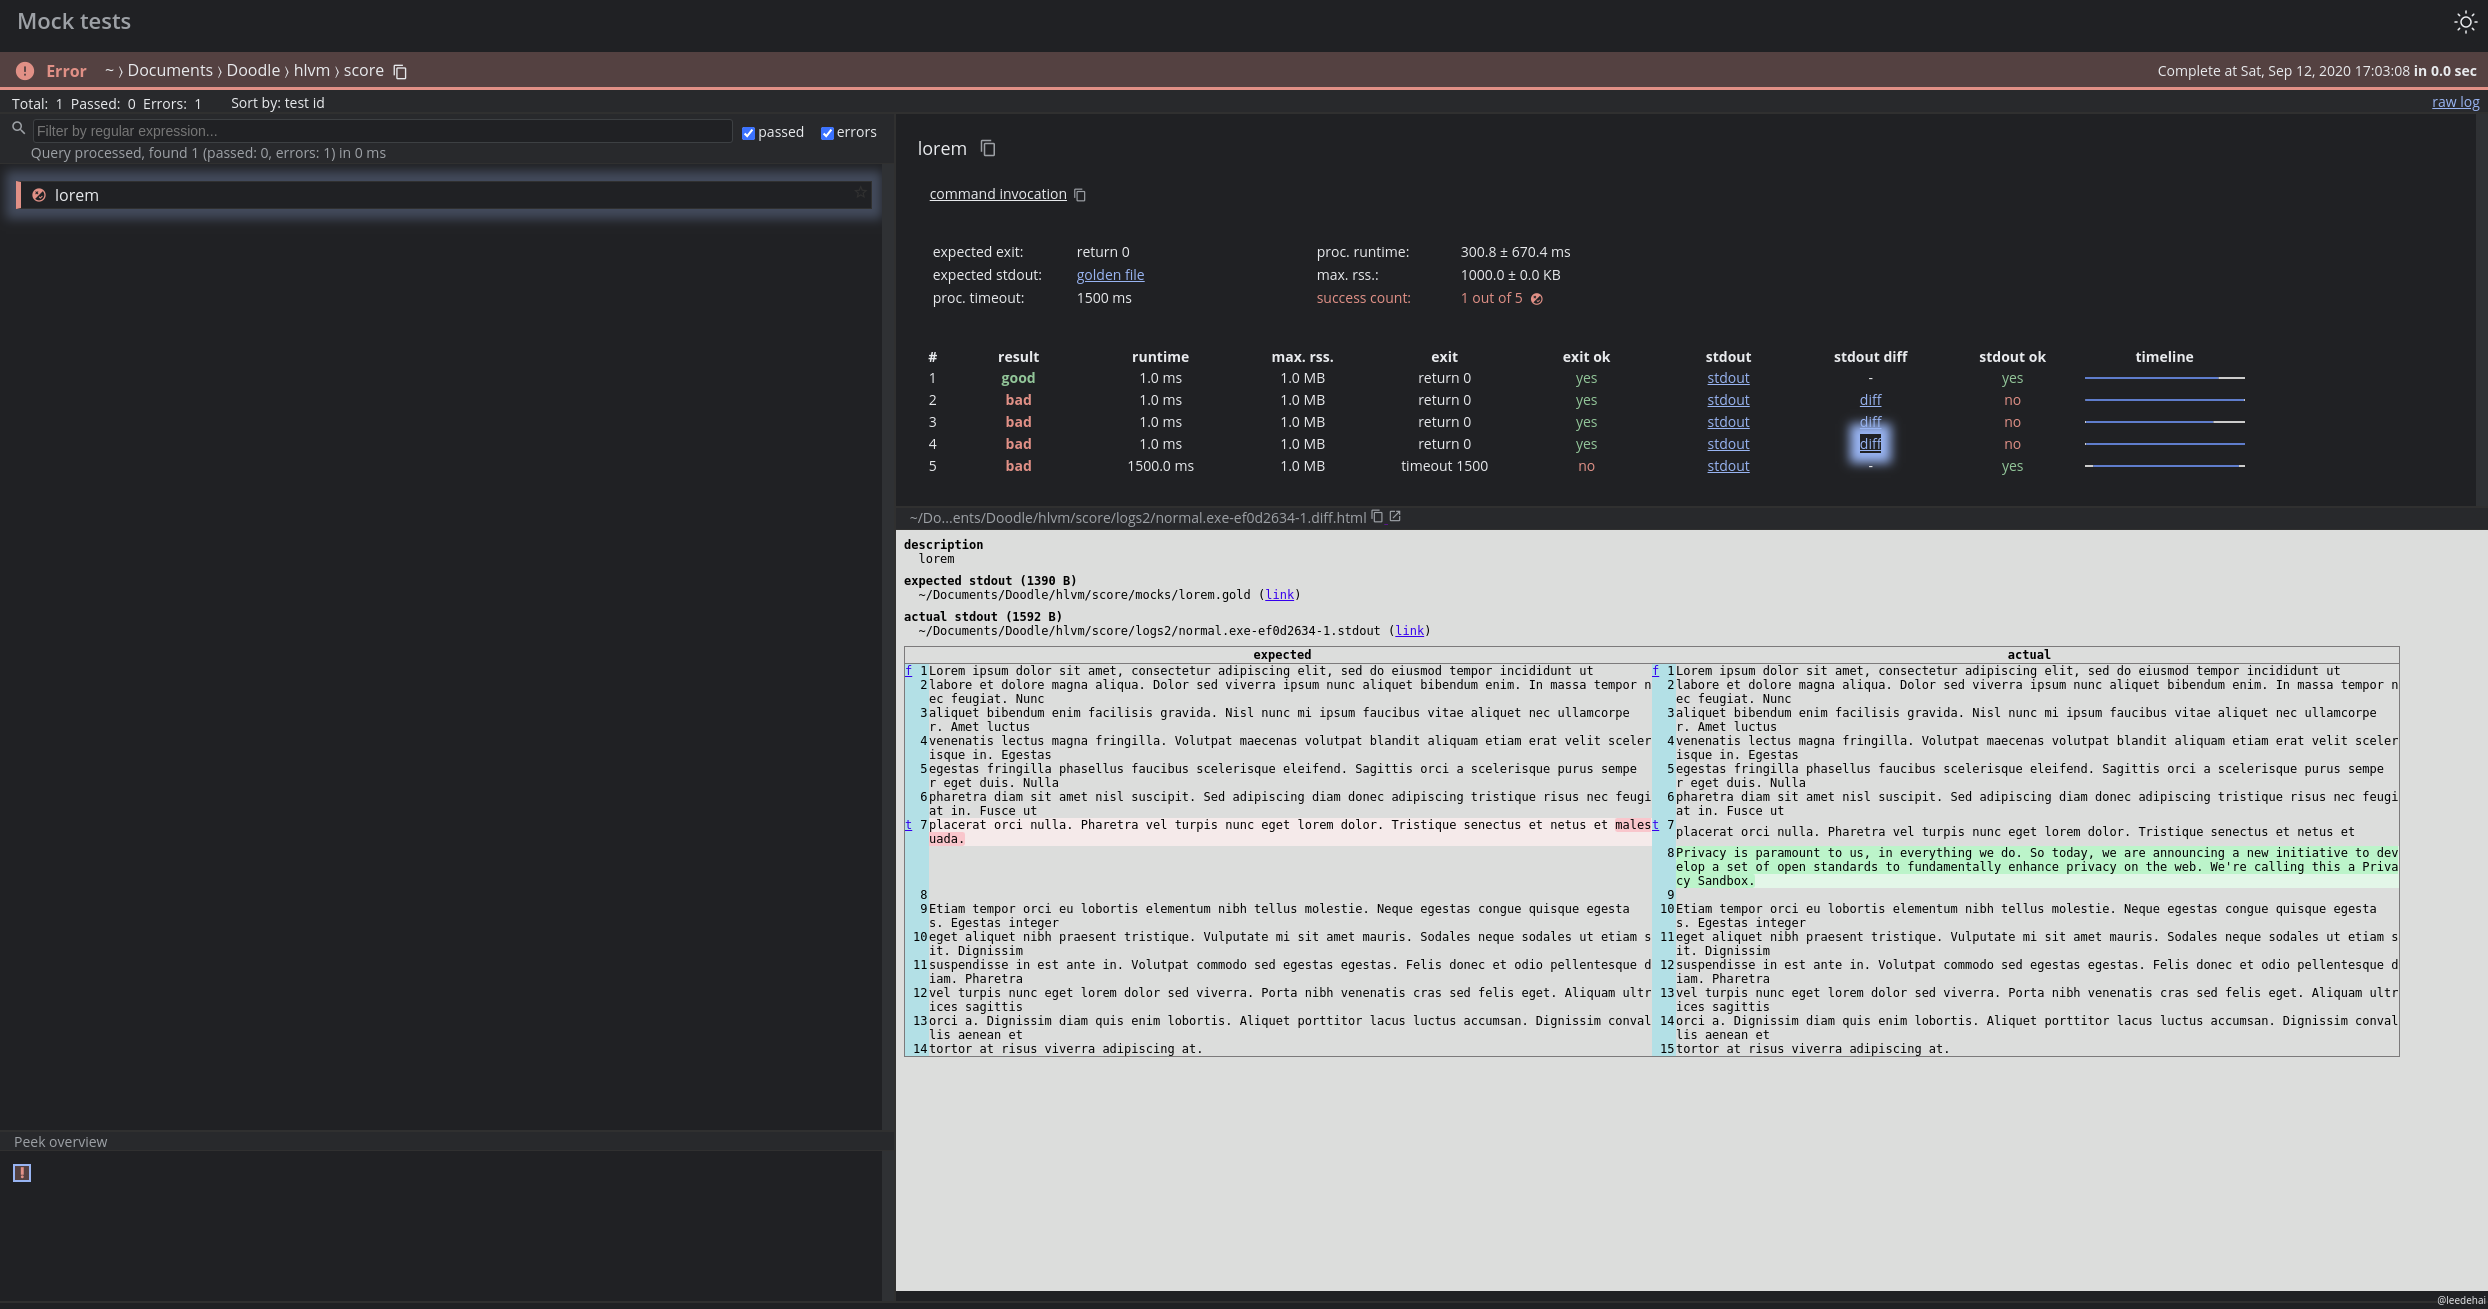 Mock tests
Error ~ › Documents › Doodle › hlvm › score
Complete at Sat, Sep 12, 2020 17:03:08 in 0.0 sec
Total: 1 Passed: 0 Errors: 1 Sort by: test id
raw log
Filter by regular expression...
passed errors
Query processed, found 1 (passed: 0, errors: 1) in 0 ms
lorem
Peek overview
lorem
command invocation
expected exit: return 0 proc. runtime: 300.8 ± 670.4 ms
expected stdout: golden file max. rss.: 1000.0 ± 0.0 KB
proc. timeout: 1500 ms success count: 1 out of 5
# result runtime max. rss. exit exit ok stdout stdout diff stdout ok timeline
1 good 1.0 ms 1.0 MB return 0 yes stdout - yes
2 bad 1.0 ms 1.0 MB return 0 yes stdout diff no
3 bad 1.0 ms 1.0 MB return 0 yes stdout diff no
4 bad 1.0 ms 1.0 MB return 0 yes stdout diff no
5 bad 1500.0 ms 1.0 MB timeout 1500 no stdout - yes
~/Do...ents/Doodle/hlvm/score/logs2/normal.exe-ef0d2634-1.diff.html
description
lorem
expected stdout (1390 B)
~/Documents/Doodle/hlvm/score/mocks/lorem.gold (link)
actual stdout (1592 B)
~/Documents/Doodle/hlvm/score/logs2/normal.exe-ef0d2634-1.stdout (link)
expected
f 1 Lorem ipsum dolor sit amet, consectetur adipiscing elit, sed do eiusmod tempor incididunt ut
2 labore et dolore magna aliqua. Dolor sed viverra ipsum nunc aliquet bibendum enim. In massa tempor n
ec feugiat. Nunc
3 aliquet bibendum enim facilisis gravida. Nisl nunc mi ipsum faucibus vitae aliquet nec ullamcorpe
r. Amet luctus
4 venenatis lectus magna fringilla. Volutpat maecenas volutpat blandit aliquam etiam erat velit sceler
isque in. Egestas
5 egestas fringilla phasellus faucibus scelerisque eleifend. Sagittis orci a scelerisque purus sempe
r eget duis. Nulla
6 pharetra diam sit amet nisl suscipit. Sed adipiscing diam donec adipiscing tristique risus nec feugi
at in. Fusce ut
t 7 placerat orci nulla. Pharetra vel turpis nunc eget lorem dolor. Tristique senectus et netus et males
uada.
8
9 Etiam tempor orci eu lobortis elementum nibh tellus molestie. Neque egestas congue quisque egesta
s. Egestas integer
10 eget aliquet nibh praesent tristique. Vulputate mi sit amet mauris. Sodales neque sodales ut etiam s
it. Dignissim
11 suspendisse in est ante in. Volutpat commodo sed egestas egestas. Felis donec et odio pellentesque d
iam. Pharetra
12 vel turpis nunc eget lorem dolor sed viverra. Porta nibh venenatis cras sed felis eget. Aliquam ultr
ices sagittis
13 orci a. Dignissim diam quis enim lobortis. Aliquet porttitor lacus luctus accumsan. Dignissim conval
lis aenean et
14 tortor at risus viverra adipiscing at.
actual
f 1 Lorem ipsum dolor sit amet, consectetur adipiscing elit, sed do eiusmod tempor incididunt ut
2 labore et dolore magna aliqua. Dolor sed viverra ipsum nunc aliquet bibendum enim. In massa tempor n
ec feugiat. Nunc
3 aliquet bibendum enim facilisis gravida. Nisl nunc mi ipsum faucibus vitae aliquet nec ullamcorpe
r. Amet luctus
4 venenatis lectus magna fringilla. Volutpat maecenas volutpat blandit aliquam etiam erat velit sceler
isque in. Egestas
5 egestas fringilla phasellus faucibus scelerisque eleifend. Sagittis orci a scelerisque purus sempe
r eget duis. Nulla
6 pharetra diam sit amet nisl suscipit. Sed adipiscing diam donec adipiscing tristique risus nec feugi
at in. Fusce ut
t 7 placerat orci nulla. Pharetra vel turpis nunc eget lorem dolor. Tristique senectus et netus et
8 Privacy is paramount to us, in everything we do. So today, we are announcing a new initiative to dev
elop a set of open standards to fundamentally enhance privacy on the web. We're calling this a Priva
cy Sandbox.
9
10 Etiam tempor orci eu lobortis elementum nibh tellus molestie. Neque egestas congue quisque egesta
s. Egestas integer
11 eget aliquet nibh praesent tristique. Vulputate mi sit amet mauris. Sodales neque sodales ut etiam s
it. Dignissim
12 suspendisse in est ante in. Volutpat commodo sed egestas egestas. Felis donec et odio pellentesque d
iam. Pharetra
13 vel turpis nunc eget lorem dolor sed viverra. Porta nibh venenatis cras sed felis eget. Aliquam ultr
ices sagittis
14 orci a. Dignissim diam quis enim lobortis. Aliquet porttitor lacus luctus accumsan. Dignissim conval
lis aenean et
15 tortor at risus viverra adipiscing at.
@leedehai